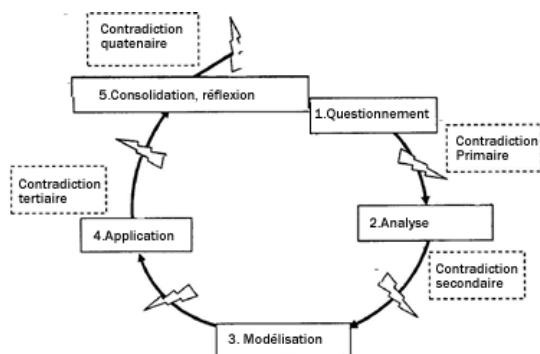 Contradiction
quatenaire
5.Consolidation, réflexion
1.Questionnement
Contradiction
Primaire
Contradiction
tertiaire
4.Application
2.Analyse
Contradiction
secondaire
3. Modélisation